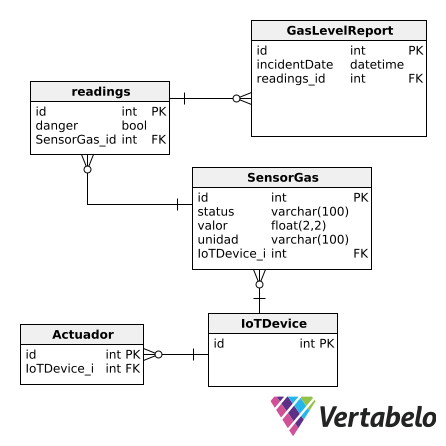 GasLevelReport
id int PK
incidentDate datetime
readings_id int FK
readings
id int PK
danger bool
SensorGas_id int FK
SensorGas
id int PK
status varchar(100)
valor float(2,2)
unidad varchar(100)
IoTDevice_i int FK
Actuador
id int PK
IoTDevice_i int FK
IoTDevice
id int PK
Vertabelo